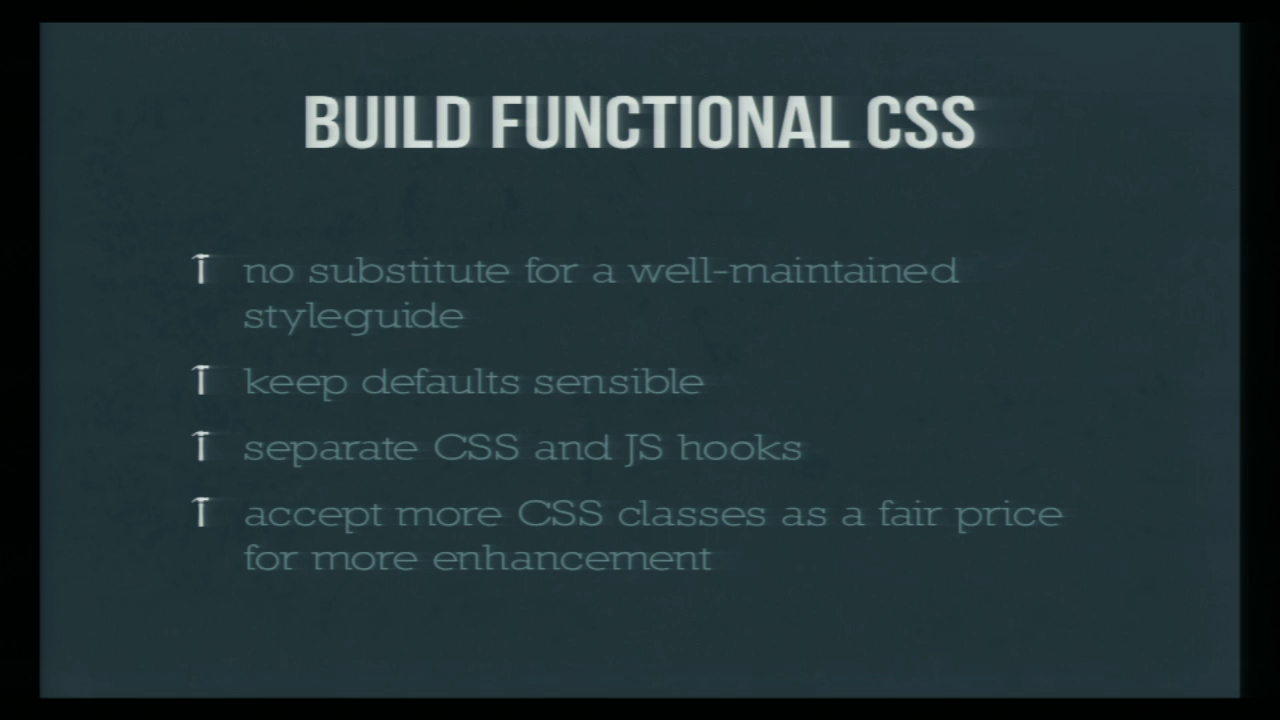 BUILD FUNCTIONAL CSS
no substitute for a well-maintained
styleguide
keep defaults sensible
separate CSS and JS hooks
accept more CSS classes as a fair price
for more enhancement